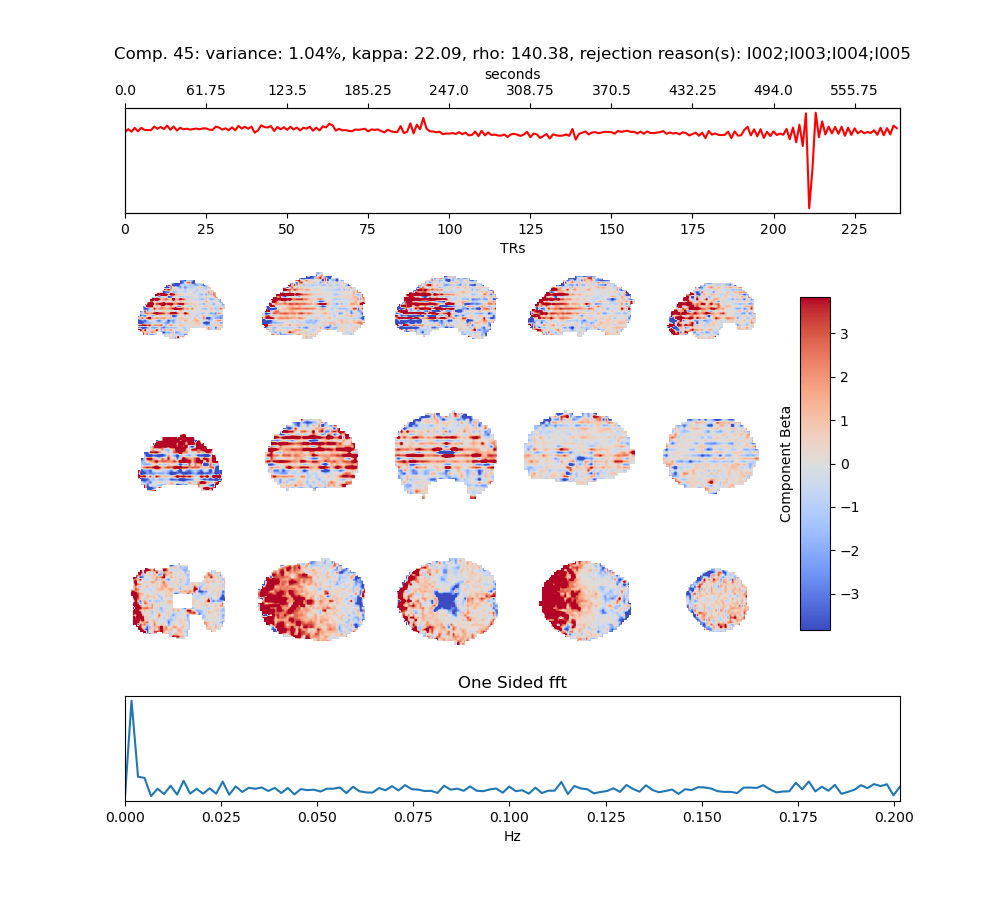 Comp. 45: variance: 1.04%, kappa: 22.09, rho: 140.38, rejection reason(s): I002;I003;I004;I005
seconds
0.0 61.75 123.5 185.25 247.0 308.75 370.5 432.25 494.0 555.75
0 25 50 75 100 125 150 175 200 225
TRs
3
2
1
0
−1
−2
−3
Component Beta
One Sided fft
0.000 0.025 0.050 0.075 0.100 0.125 0.150 0.175 0.200
Hz